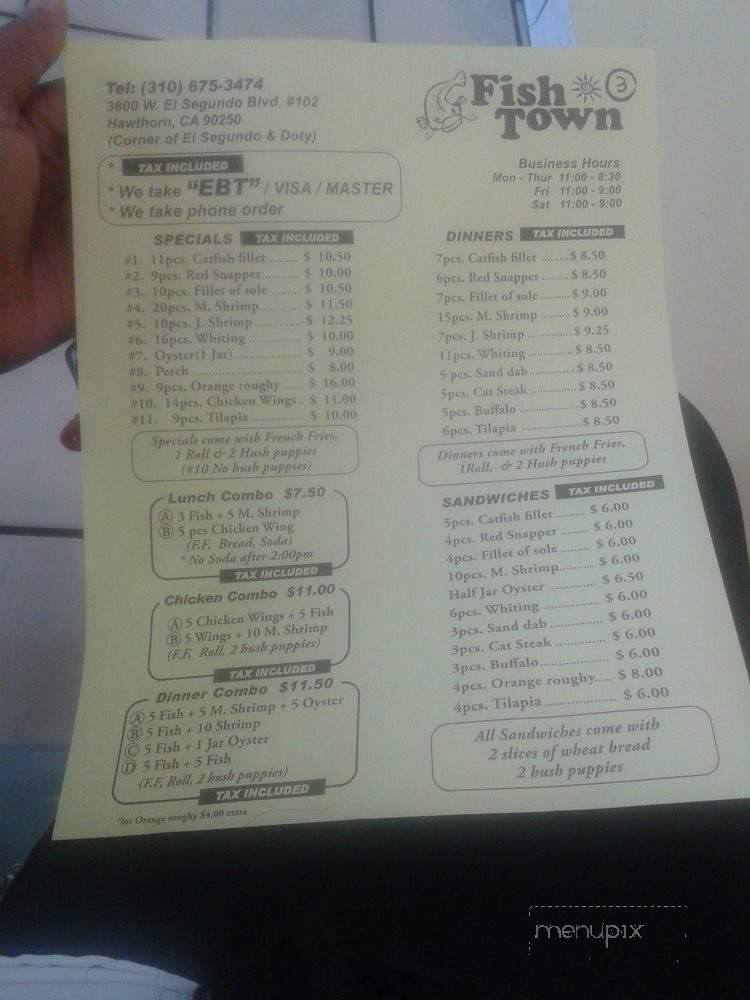 Tel: (310) 675-3474
3800 W. El Segundo Blvd. #102
Hawthorn, CA 90250
(Corner of El Segundo & Doty)
Fish Town
3
* TAX INCLUDED
* We take "EBT" / VISA / MASTER
* We take phone order
Business Hours
Mon - Thur 11:00 - 8:30
Fri 11:00 - 9:00
Sat 11:00 - 9:00
SPECIALS TAX INCLUDED
#1. 11pcs. Catfish fillet ......... $ 10.50
#2. 9pcs. Red Snapper............ $ 10.00
#3. 10pcs. Fillet of sole ......... $ 10.50
#4. 20pcs. M. Shrimp............ $ 11.50
#5. 10pcs. J. Shrimp .............. $ 12.25
#6. 16pcs. Whiting ................ $ 10.00
#7. Oyster(1 Jar)..................... $ 9.00
#8. Perch ................................ $ 8.00
#9. 9pcs. Orange roughy...... $ 16.00
#10. 14pcs. Chicken Wings.. $ 11.00
#11. 9pcs. Tilapia ................ $ 10.00
Specials come with French Fries,
1 Roll & 2 Hush puppies
(#10 No hush puppies)
Lunch Combo $7.50
Ⓐ 3 Fish + 5 M. Shrimp
Ⓑ 5 pcs Chicken Wing
(F.F, Bread, Soda)
* No Soda after 2:00pm
TAX INCLUDED
Chicken Combo $11.00
Ⓐ 5 Chicken Wings + 5 Fish
Ⓑ 5 Wings + 10 M. Shrimp
(F.F, Roll, 2 hush puppies)
TAX INCLUDED
Dinner Combo $11.50
Ⓐ 5 Fish + 5 M. Shrimp + 5 Oyster
Ⓑ 5 Fish + 10 Shrimp
Ⓒ 5 Fish + 1 Jar Oyster
Ⓓ 5 Fish + 5 Fish
(F.F, Roll, 2 hush puppies)
TAX INCLUDED
*for Orange roughy $4.00 extra
DINNERS TAX INCLUDED
7pcs. Catfish fillet ........ $ 8.50
6pcs. Red Snapper ........ $ 8.50
7pcs. Fillet of sole ......... $ 9.00
15pcs. M. Shrimp .......... $ 9.00
7pcs. J. Shrimp .............. $ 9.25
11pcs. Whiting ............. $ 8.50
5 pcs. Sand dab.............. $ 8.50
5pcs. Cat Steak ............. $ 8.50
5pcs. Buffalo ................. $ 8.50
6pcs. Tilapia ................. $ 8.50
Dinners come with French Fries,
1Roll, & 2 Hush puppies
SANDWICHES TAX INCLUDED
5pcs. Catfish fillet ......... $ 6.00
4pcs. Red Snapper ........ $ 6.00
4pcs. Fillet of sole ......... $ 6.00
10pcs. M. Shrimp.......... $ 6.00
Half Jar Oyster .............. $ 6.50
6pcs. Whiting ................ $ 6.00
3pcs. Sand dab............... $ 6.00
3pcs. Cat Steak .............. $ 6.00
3pcs. Buffalo................... $ 6.00
4pcs. Orange roughy..... $ 8.00
4pcs. Tilapia .................. $ 6.00
All Sandwiches come with
2 slices of wheat bread
2 hush puppies
menupix